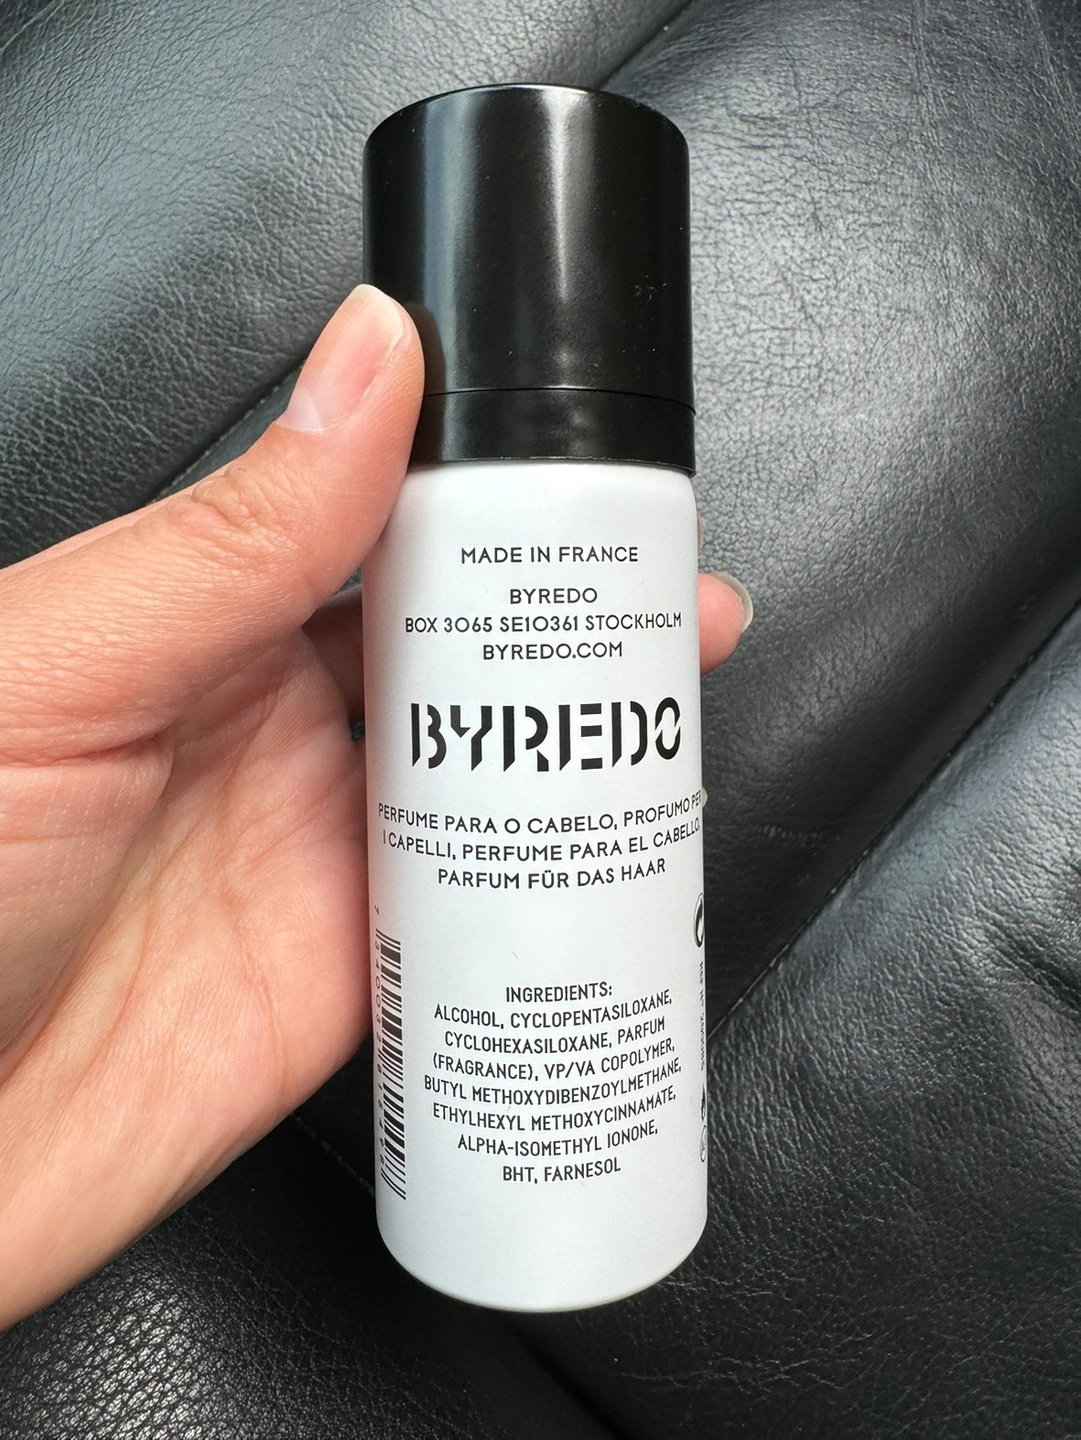 MADE IN FRANCE
BYREDO
BOX 3065 SE10361 STOCKHOLM
BYREDO.COM
BYREDO
PERFUME PARA O CABELO, PROFUMO PER
I CAPELLI, PERFUME PARA EL CABELLO,
PARFUM FÜR DAS HAAR
INGREDIENTS:
ALCOHOL, CYCLOPENTASILOXANE,
CYCLOHEXASILOXANE, PARFUM
(FRAGRANCE), VP/VA COPOLYMER,
BUTYL METHOXYDIBENZOYLMETHANE,
ETHYLHEXYL METHOXYCINNAMATE,
ALPHA-ISOMETHYL IONONE,
BHT, FARNESOL